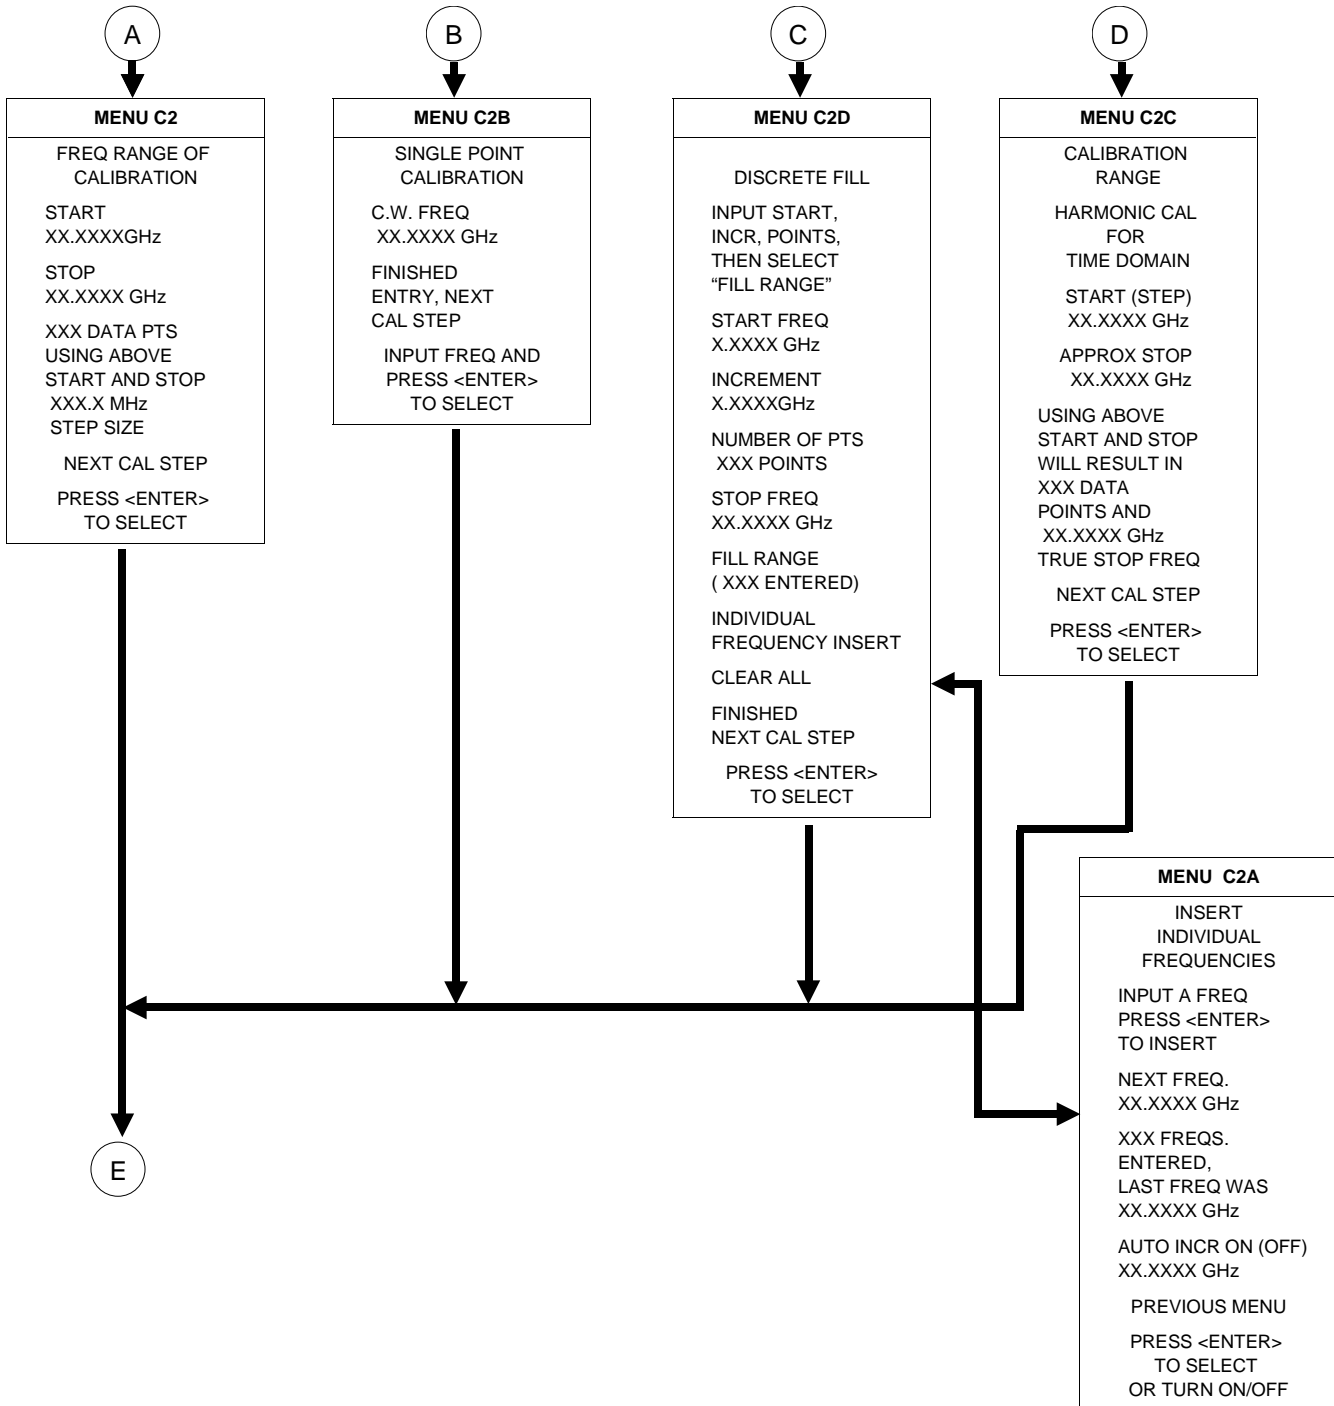 A
B
C
D
MENU C2
FREQ RANGE OF
CALIBRATION
START
XX.XXXXGHz
STOP
XX.XXXX GHz
XXX DATA PTS
USING ABOVE
START AND STOP
XXX.X MHz
STEP SIZE
NEXT CAL STEP
PRESS <ENTER>
TO SELECT
MENU C2B
SINGLE POINT
CALIBRATION
C.W. FREQ
XX.XXXX GHz
FINISHED
ENTRY, NEXT
CAL STEP
INPUT FREQ AND
PRESS <ENTER>
TO SELECT
MENU C2D
DISCRETE FILL
INPUT START,
INCR, POINTS,
THEN SELECT
“FILL RANGE”
START FREQ
X.XXXX GHz
INCREMENT
X.XXXXGHz
NUMBER OF PTS
XXX POINTS
STOP FREQ
XX.XXXX GHz
FILL RANGE
( XXX ENTERED)
INDIVIDUAL
FREQUENCY INSERT
CLEAR ALL
FINISHED
NEXT CAL STEP
PRESS <ENTER>
TO SELECT
MENU C2C
CALIBRATION
RANGE
HARMONIC CAL
FOR
TIME DOMAIN
START (STEP)
XX.XXXX GHz
APPROX STOP
XX.XXXX GHz
USING ABOVE
START AND STOP
WILL RESULT IN
XXX DATA
POINTS AND
XX.XXXX GHz
TRUE STOP FREQ
NEXT CAL STEP
PRESS <ENTER>
TO SELECT
MENU C2A
INSERT
INDIVIDUAL
FREQUENCIES
INPUT A FREQ
PRESS <ENTER>
TO INSERT
NEXT FREQ.
XX.XXXX GHz
XXX FREQS.
ENTERED,
LAST FREQ WAS
XX.XXXX GHz
AUTO INCR ON (OFF)
XX.XXXX GHz
PREVIOUS MENU
PRESS <ENTER>
TO SELECT
OR TURN ON/OFF
E